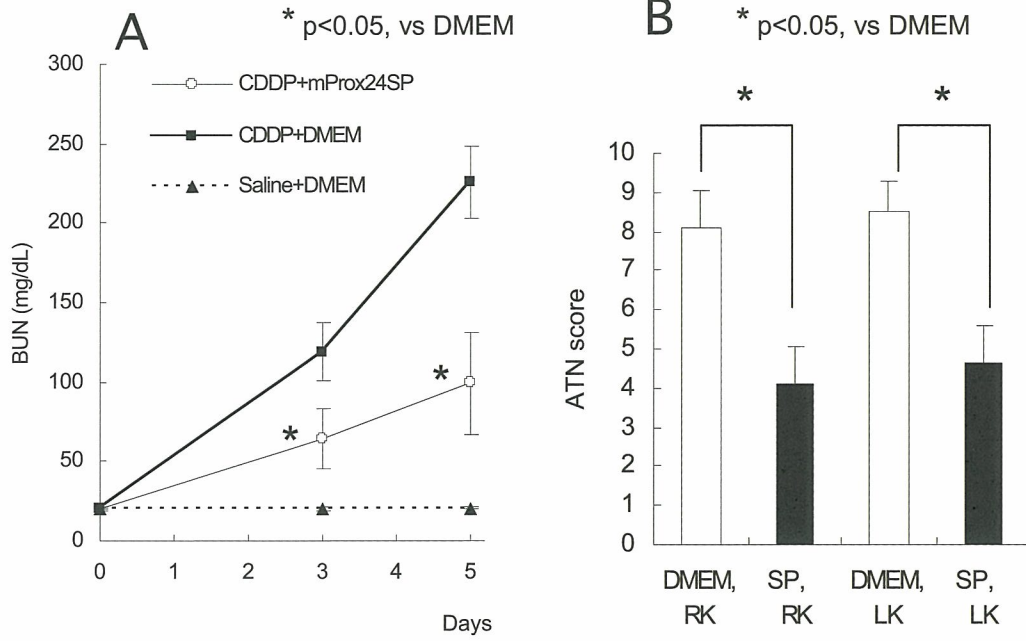 A
* p<0.05, vs DMEM
CDDP+mProx24SP
CDDP+DMEM
Saline+DMEM
BUN (mg/dL)
300
250
200
150
100
50
0
*
*
0 1 2 3 4 5
Days
B
* p<0.05, vs DMEM
*
*
ATN score
10
9
8
7
6
5
4
3
2
1
0
DMEM, SP, DMEM, SP,
RK RK LK LK